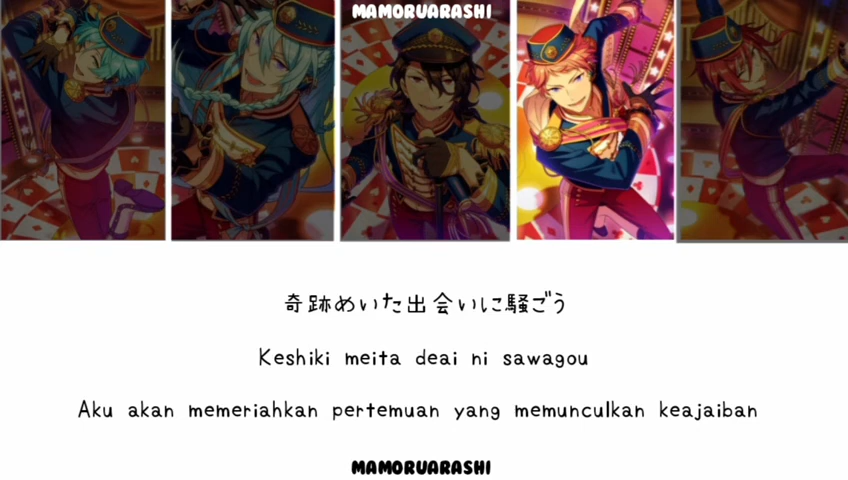 MAMORUARASHI
奇跡めいた出会いに騒ごう
Keshiki meita deai ni sawagou
Aku akan memeriahkan pertemuan yang memunculkan keajaiban
MAMORUARASHI